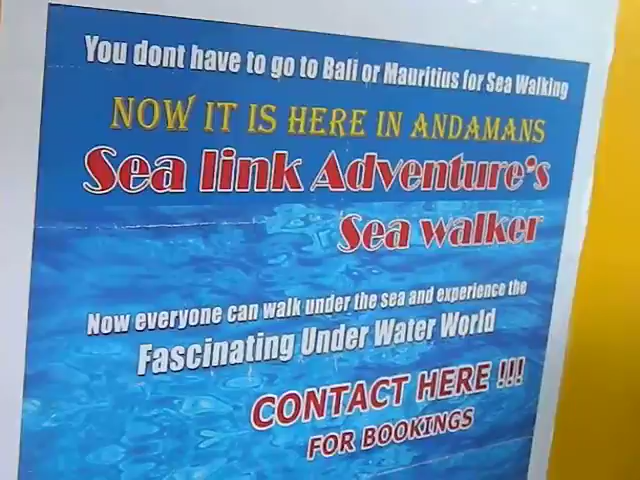 You dont have to go to Bali or Mauritius for Sea Walking
NOW IT IS HERE IN ANDAMANS
Sea link Adventure's
Sea walker
Now everyone can walk under the sea and experience the
Fascinating Under Water World
CONTACT HERE !!!
FOR BOOKINGS